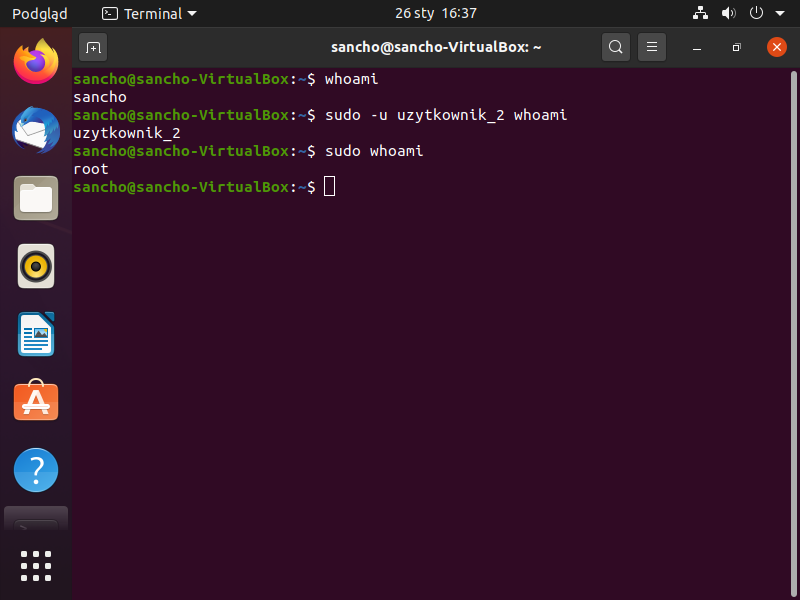 Podgląd
Terminal
26 sty 16:37
sancho@sancho-VirtualBox: ~
sancho@sancho-VirtualBox:~$ whoami
sancho
sancho@sancho-VirtualBox:~$ sudo -u uzytkownik_2 whoami
uzytkownik_2
sancho@sancho-VirtualBox:~$ sudo whoami
root
sancho@sancho-VirtualBox:~$